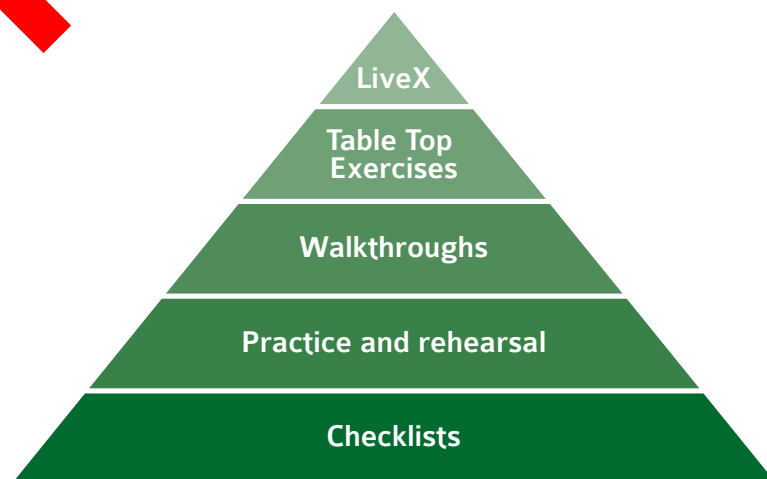 LiveX
Table Top
Exercises
Walkthroughs
Practice and rehearsal
Checklists